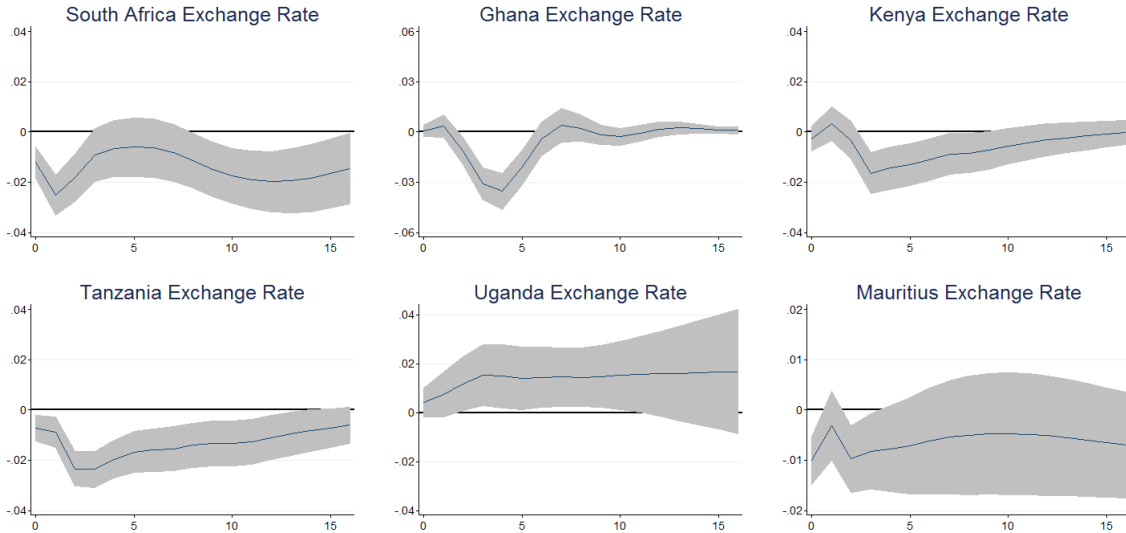 South Africa Exchange Rate
.04
.02
0
-.02
-.04
0 5 10 15
Ghana Exchange Rate
.06
.03
0
-.03
-.06
0 5 10 15
Kenya Exchange Rate
.04
.02
0
-.02
-.04
0 5 10 15
Tanzania Exchange Rate
.04
.02
0
-.02
-.04
0 5 10 15
Uganda Exchange Rate
.04
.02
0
-.02
-.04
0 5 10 15
Mauritius Exchange Rate
.02
.01
0
-.01
-.02
0 5 10 15